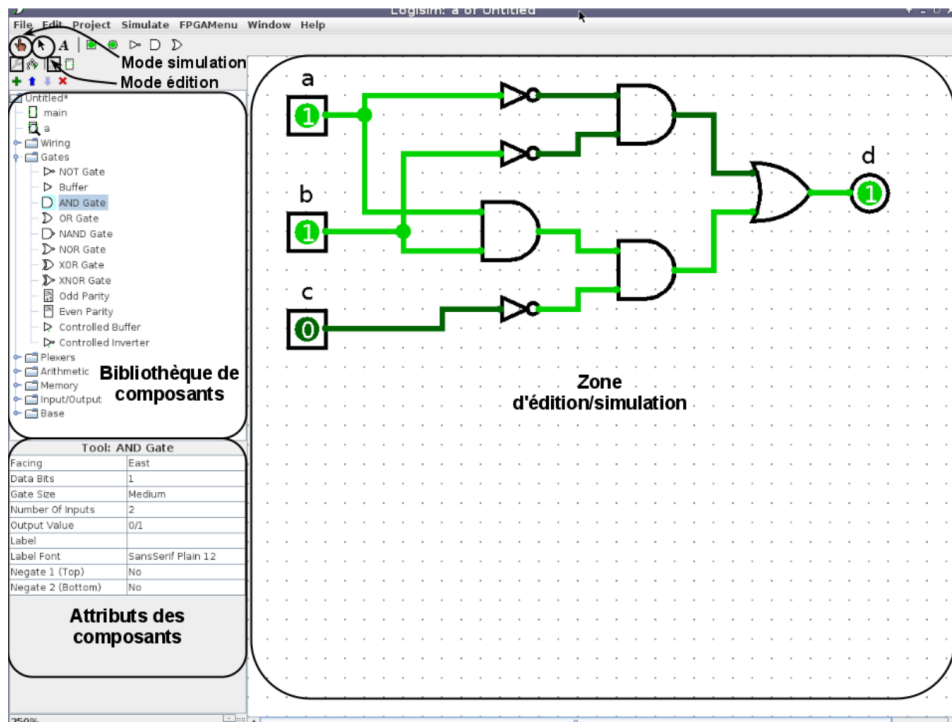 Logisim: a of Untitled
File Edit Project Simulate FPGAMenu Window Help
A
Mode simulation
Mode édition
Untitled*
main
a
Wiring
Gates
NOT Gate
Buffer
AND Gate
OR Gate
NAND Gate
NOR Gate
XOR Gate
XNOR Gate
Odd Parity
Even Parity
Controlled Buffer
Controlled Inverter
Plexers
Arithmetic
Memory
Input/Output
Base
Bibliothèque de
composants
Tool: AND Gate
Facing East
Data Bits 1
Gate Size Medium
Number Of Inputs 2
Output Value 0/1
Label
Label Font SansSerif Plain 12
Negate 1 (Top) No
Negate 2 (Bottom) No
Attributs des
composants
a
1
b
1
c
0
d
1
Zone
d'édition/simulation